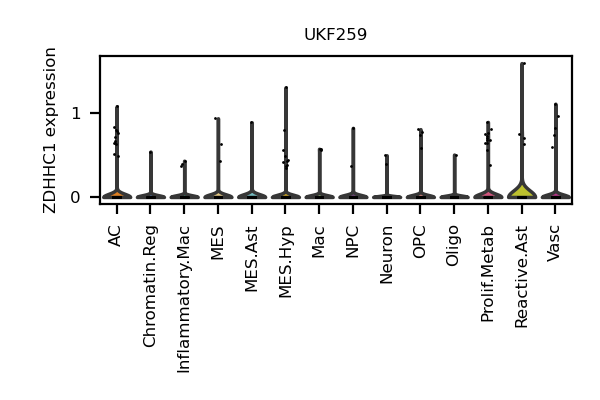 UKF259
ZDHHC1 expression
1
0
AC
Chromatin.Reg
Inflammatory.Mac
MES
MES.Ast
MES.Hyp
Mac
NPC
Neuron
OPC
Oligo
Prolif.Metab
Reactive.Ast
Vasc